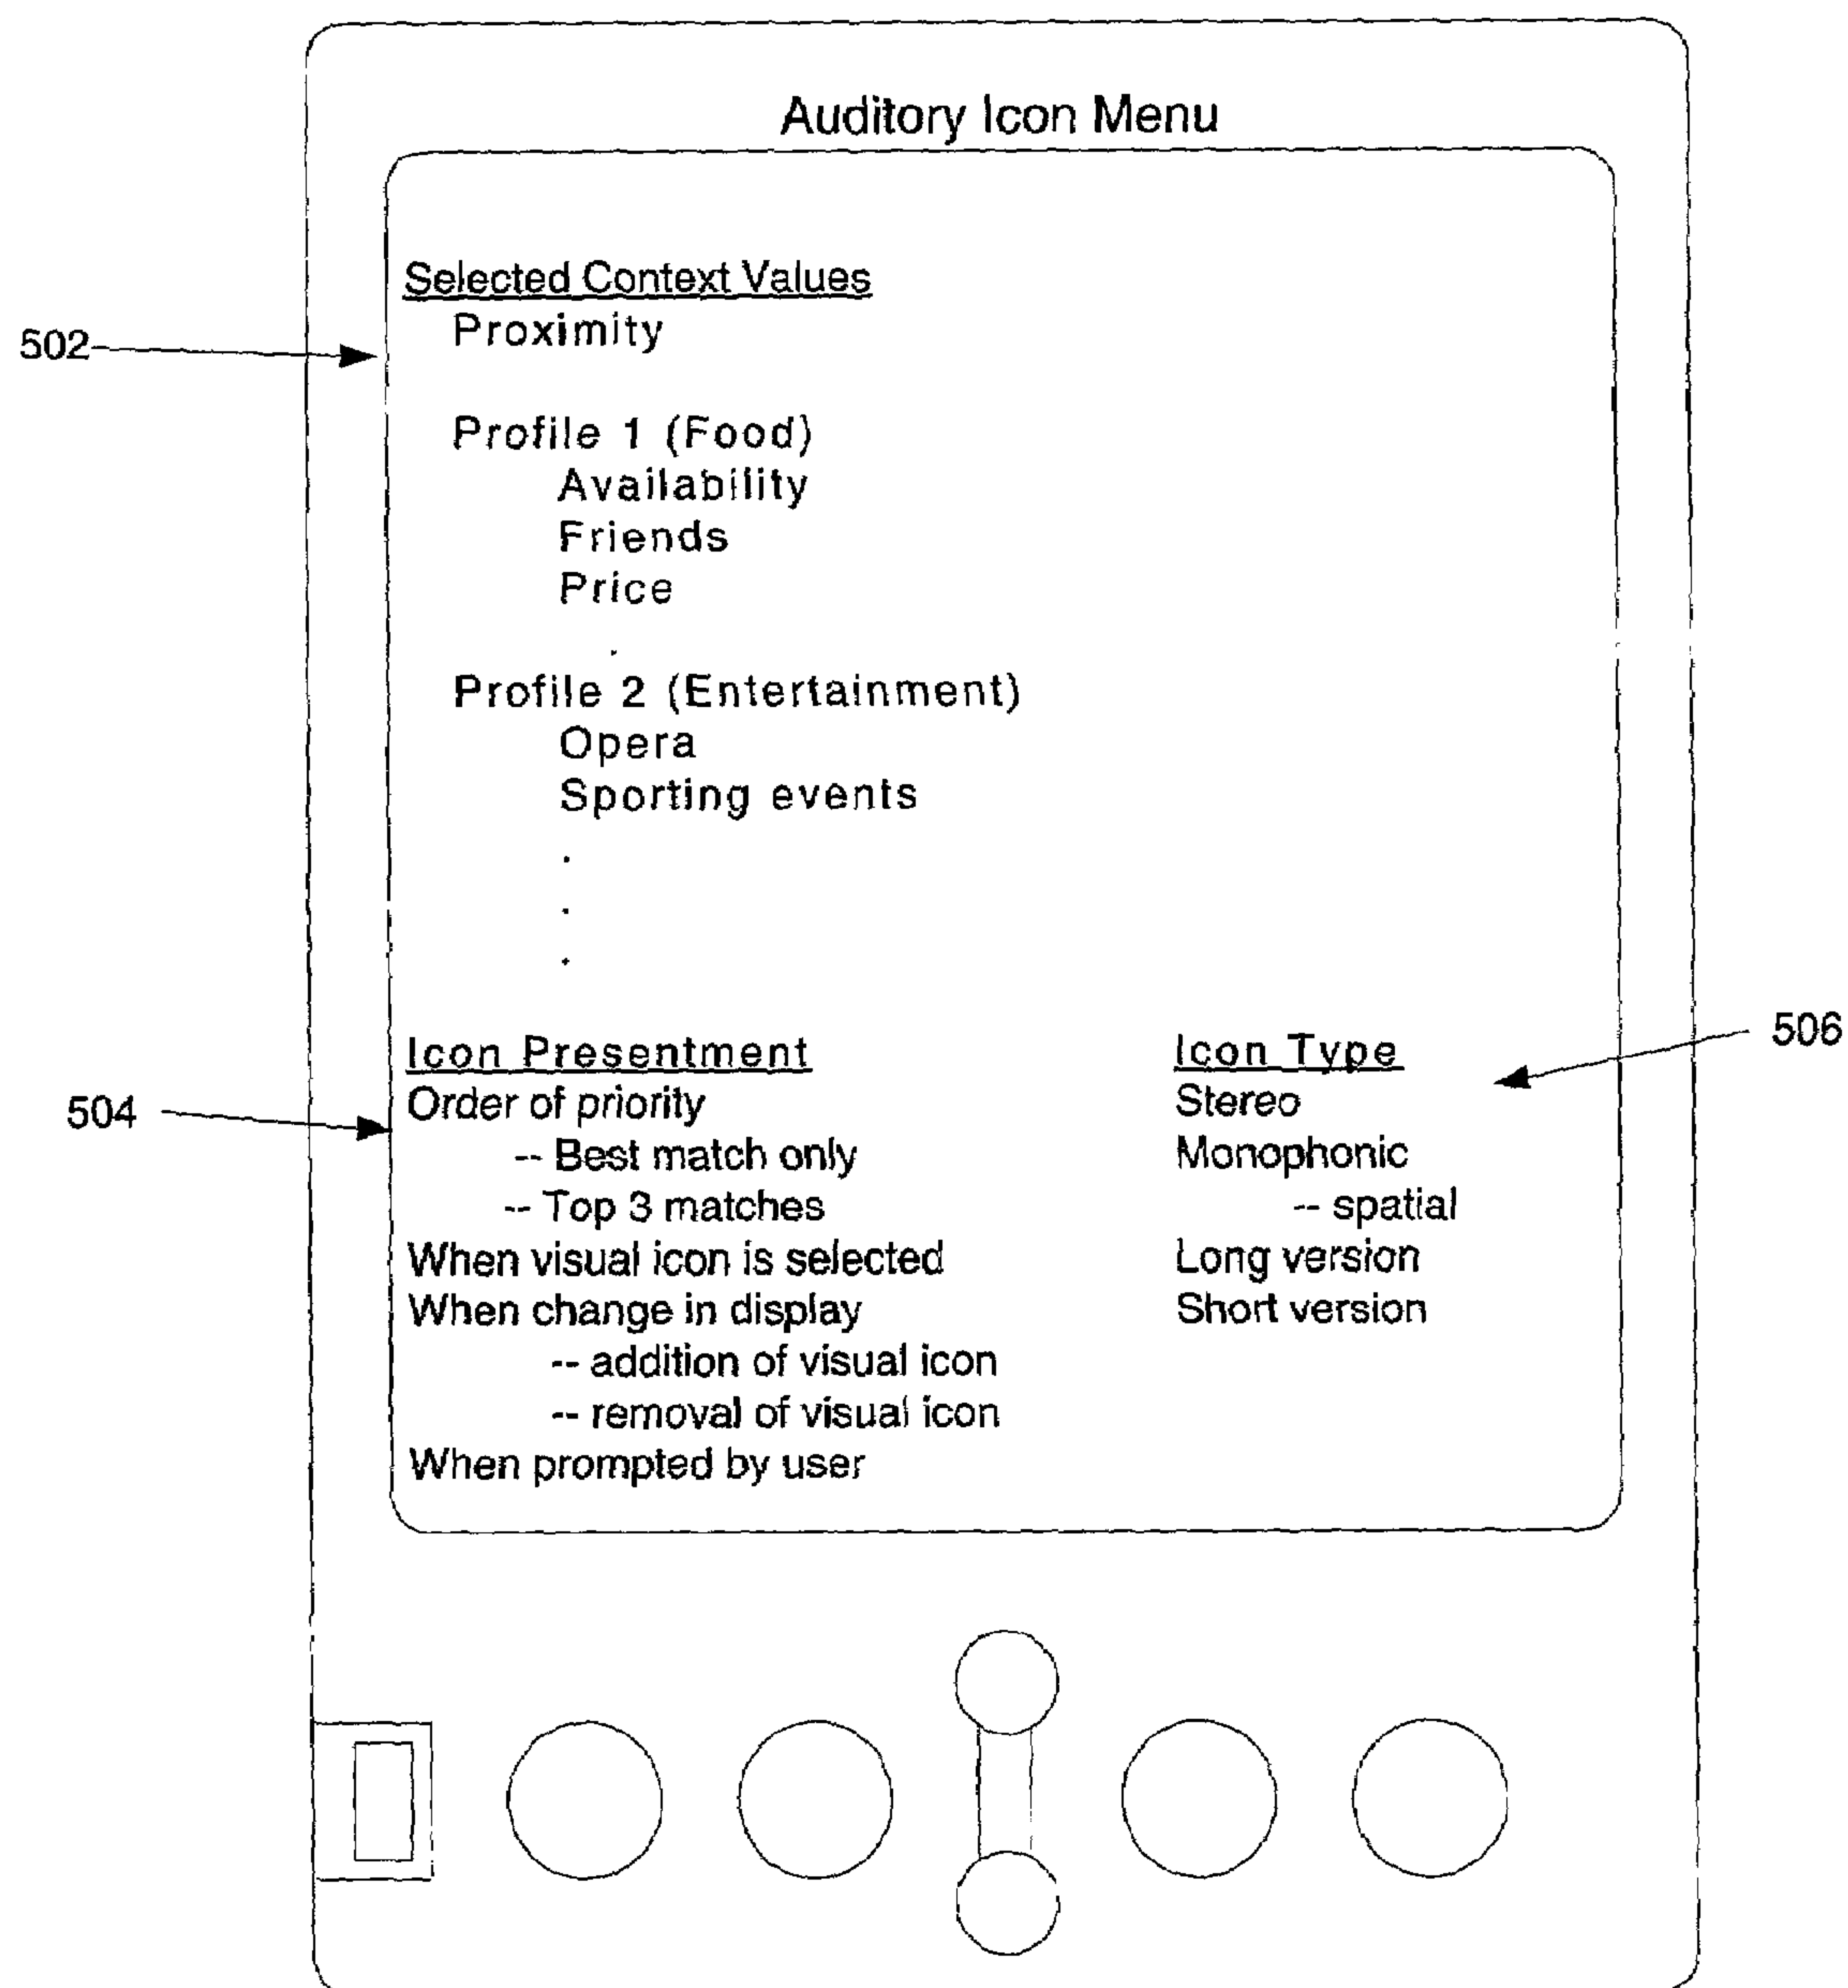 Auditory Icon Menu
Selected Context Values
Proximity
502
Profile 1 (Food)
Availability
Friends
Price
.
Profile 2 (Entertainment)
Opera
Sporting events
.
.
.
Icon Presentment
Order of priority
-- Best match only
-- Top 3 matches
When visual icon is selected
When change in display
-- addition of visual icon
-- removal of visual icon
When prompted by user
504
Icon Type
Stereo
Monophonic
-- spatial
Long version
Short version
506